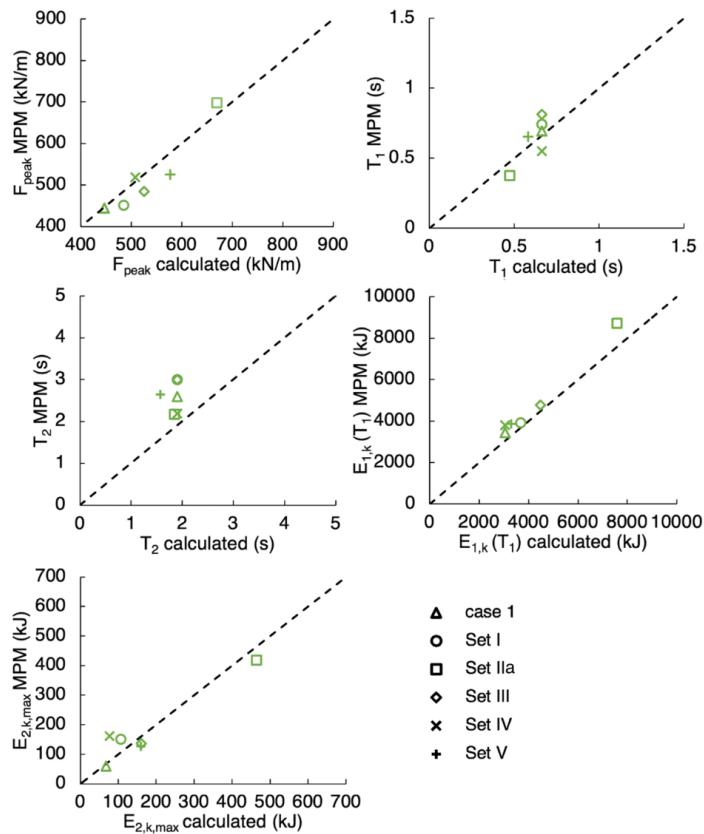 900
800
700
600
500
400
F_peak MPM (kN/m)
400 500 600 700 800 900
F_peak calculated (kN/m)
1.5
1
0.5
0
T_1 MPM (s)
0 0.5 1 1.5
T_1 calculated (s)
5
4
3
2
1
0
T_2 MPM (s)
0 1 2 3 4 5
T_2 calculated (s)
10000
8000
6000
4000
2000
0
E_1,k (T_1) MPM (kJ)
0 2000 4000 6000 8000 10000
E_1,k (T_1) calculated (kJ)
700
600
500
400
300
200
100
0
E_2,k,max MPM (kJ)
0 100 200 300 400 500 600 700
E_2,k,max calculated (kJ)
case 1
Set I
Set IIa
Set III
Set IV
Set V